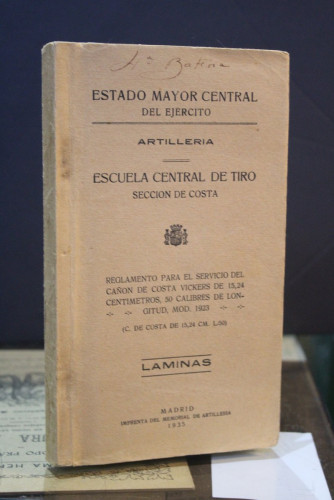 ESTADO MAYOR CENTRAL
DEL EJERCITO
ARTILLERIA
ESCUELA CENTRAL DE TIRO
SECCION DE COSTA
REGLAMENTO PARA EL SERVICIO DEL
CAÑON DE COSTA VICKERS DE 15,24
CENTIMETROS, 50 CALIBRES DE LON-
GITUD, MOD. 1923
(C. DE COSTA DE 15,24 CM. L/50)
LAMINAS
MADRID
IMPRENTA DEL MEMORIAL DE ARTILLERIA
1935